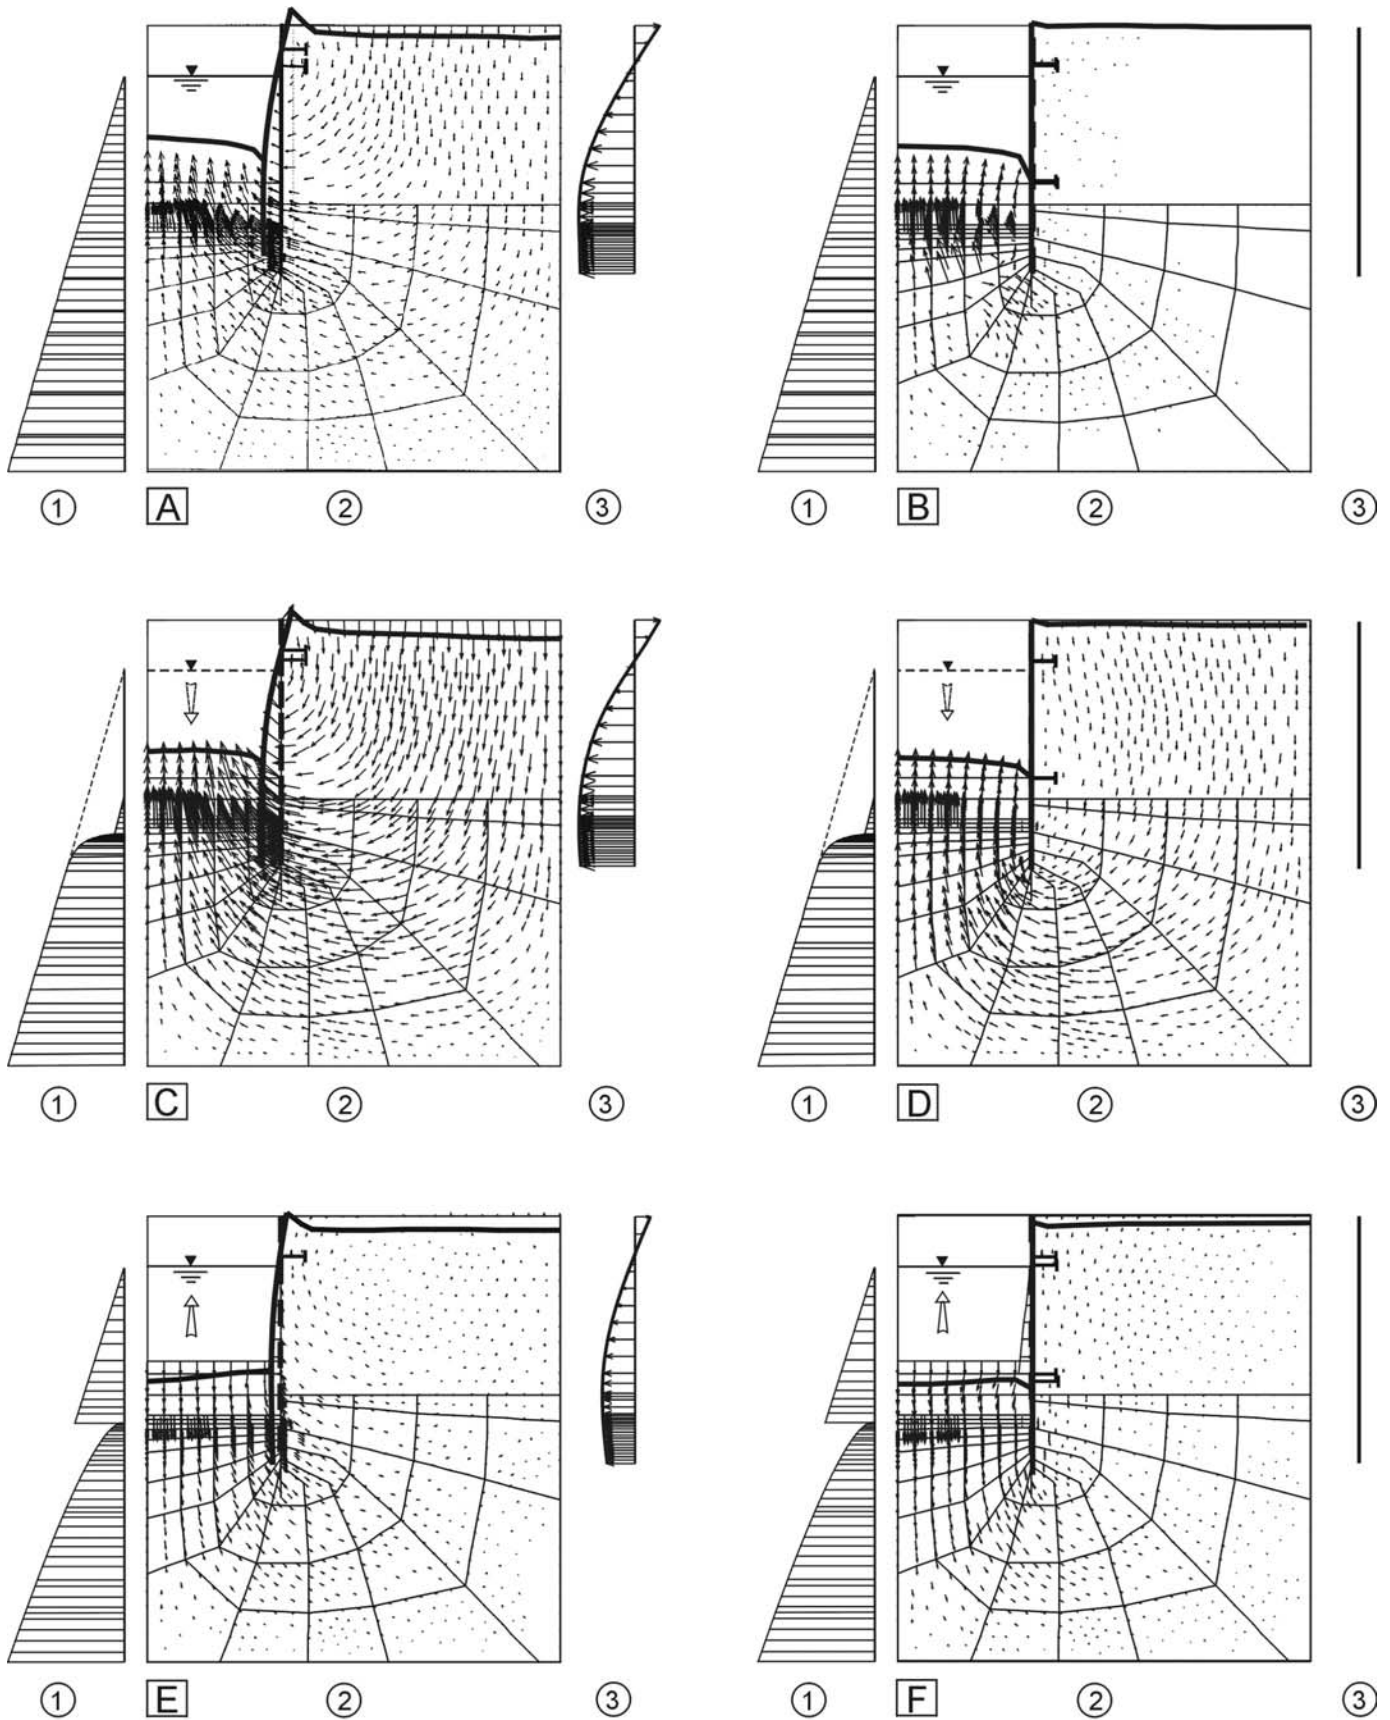 ① A ② ③ ① B ② ③
① C ② ③ ① D ② ③
① E ② ③ ① F ② ③